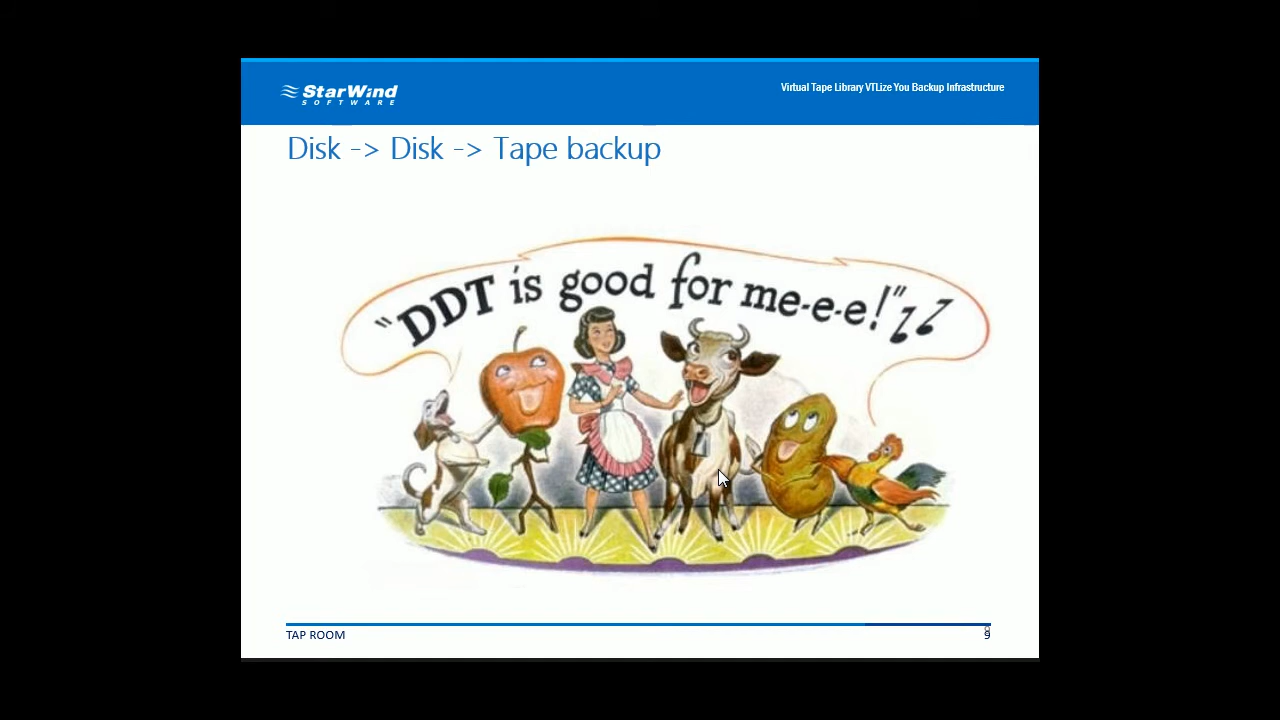 StarWind
SOFTWARE
Virtual Tape Library VTLize You Backup Infrastructure
Disk -> Disk -> Tape backup
"DDT is good for me-e-e!"
TAP ROOM
9